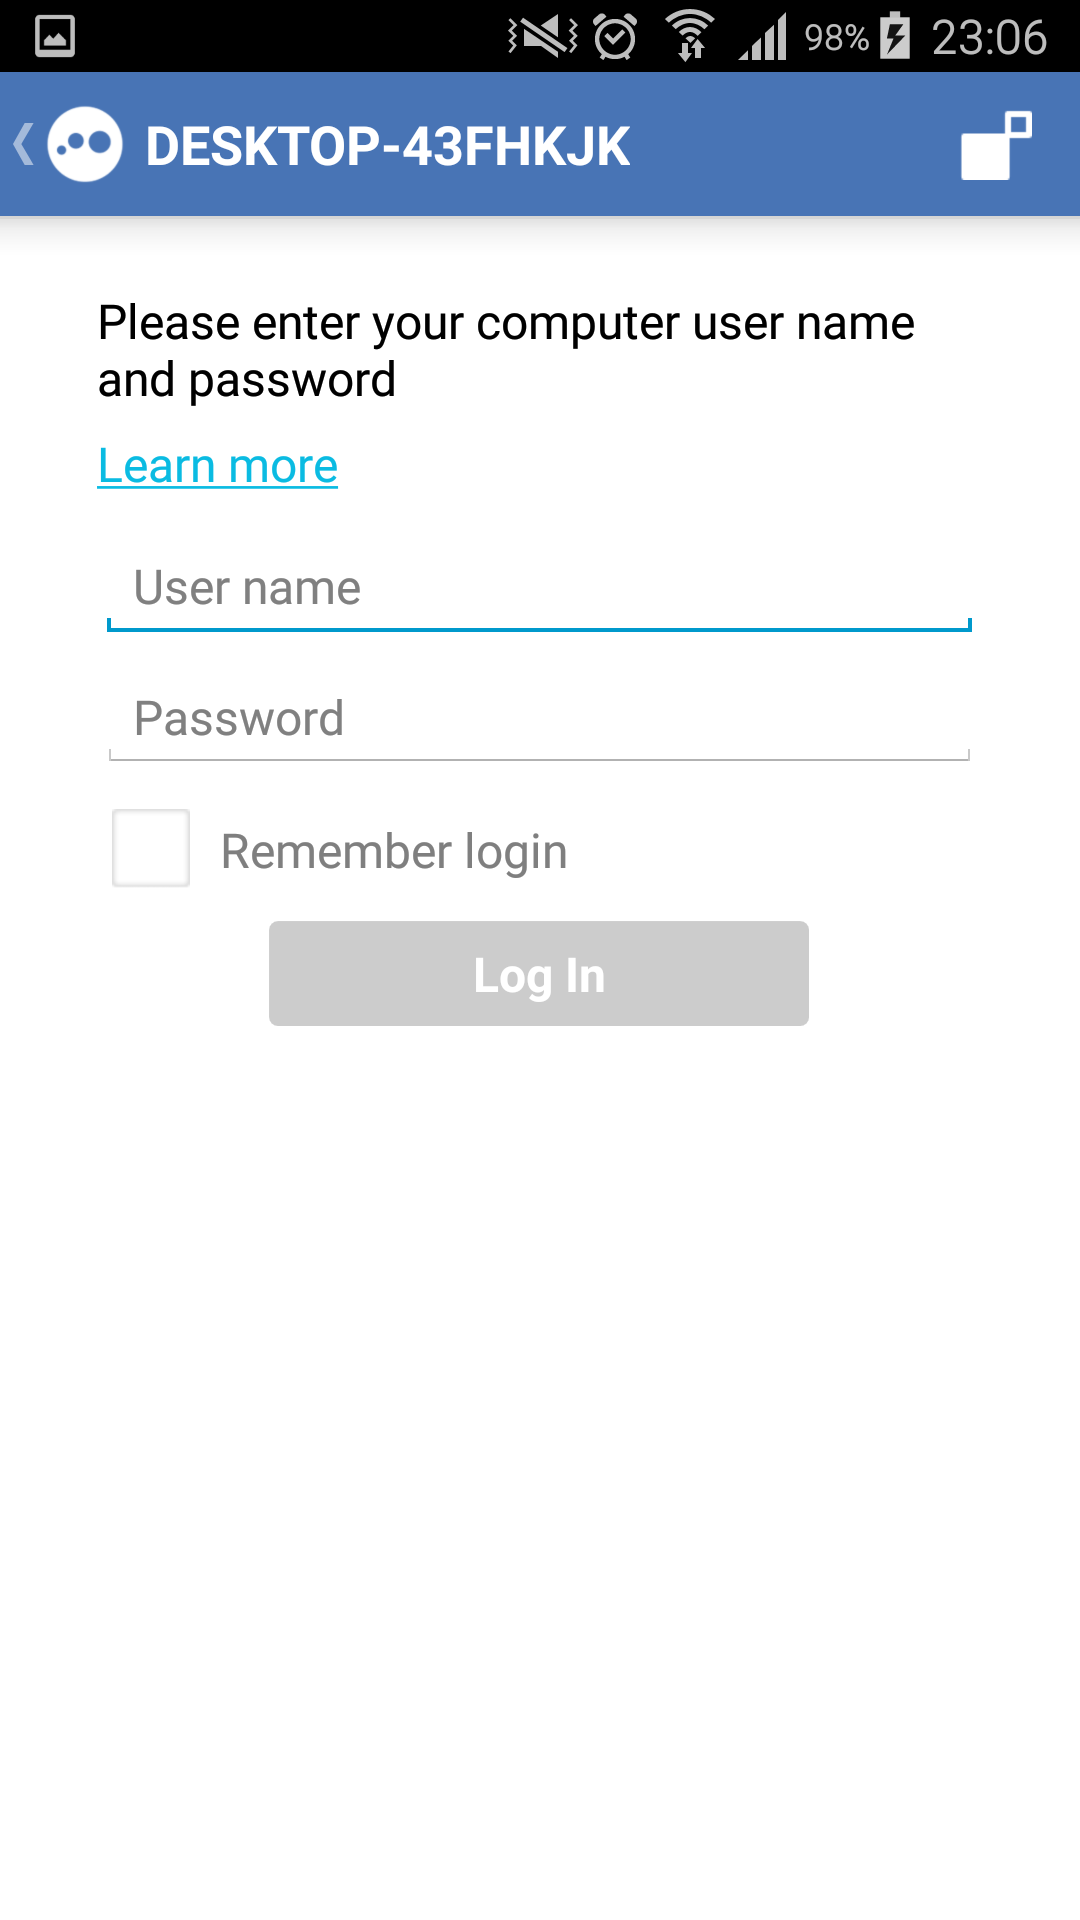 98% 23:06
DESKTOP-43FHKJK
Please enter your computer user name
and password
Learn more
User name
Password
Remember login
Log In